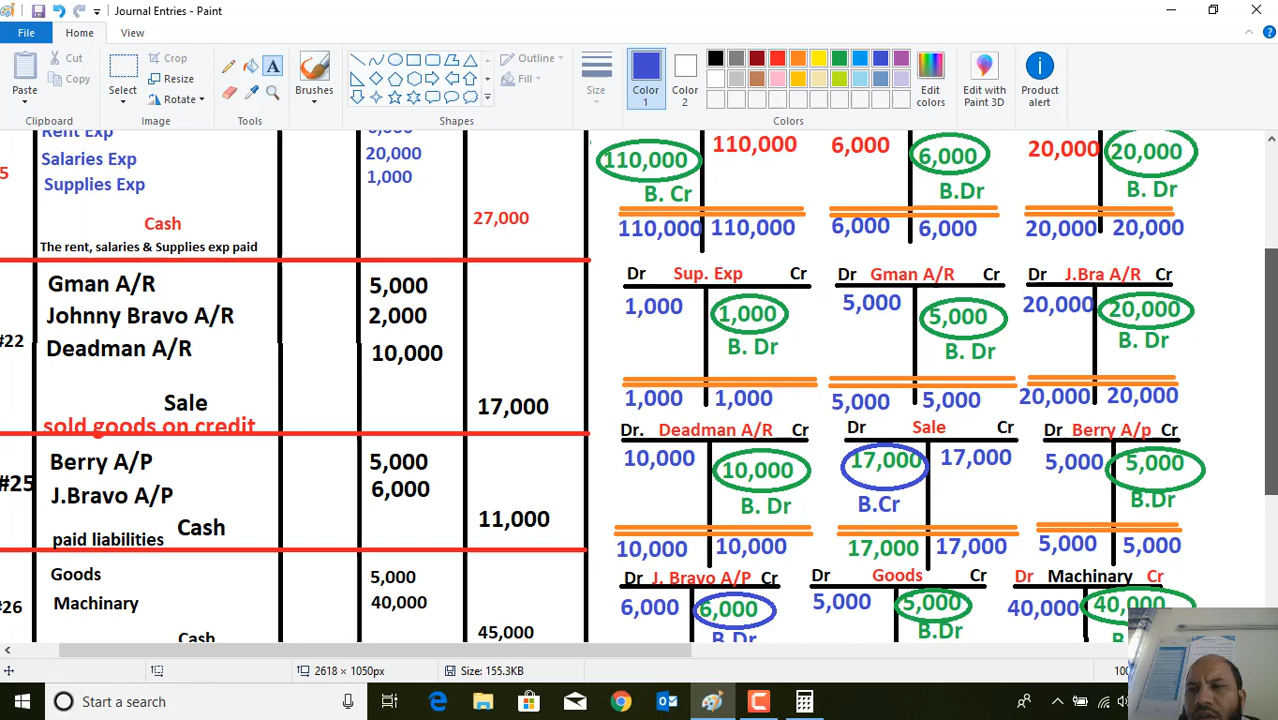 Journal Entries - Paint
File Home View
Paste
Cut
Copy
Clipboard
Select
Crop
Resize
Rotate
Image
A
Tools
Brushes
Outline
Fill
Shapes
Size
Color 1
Color 2
Edit colors
Edit with Paint 3D
Product alert
Colors
Rent Exp
5
Salaries Exp 20,000
Supplies Exp 1,000
Cash 27,000
The rent, salaries & Supplies exp paid
#22
Gman A/R 5,000
Johnny Bravo A/R 2,000
Deadman A/R 10,000
Sale 17,000
sold goods on credit
#25
Berry A/P 5,000
J.Bravo A/P 6,000
Cash 11,000
paid liabilities
#26
Goods 5,000
Machinary 40,000
Cash 45,000
110,000 110,000
B. Cr
110,000 110,000
6,000 6,000
B.Dr
6,000 6,000
20,000 20,000
B. Dr
20,000 20,000
Dr Sup. Exp Cr
1,000 1,000
B. Dr
1,000 1,000
Dr Gman A/R Cr
5,000 5,000
B. Dr
5,000 5,000
Dr J.Bra A/R Cr
20,000 20,000
B. Dr
20,000 20,000
Dr. Deadman A/R Cr
10,000 10,000
B. Dr
10,000 10,000
Dr Sale Cr
17,000 17,000
B.Cr
17,000 17,000
Dr Berry A/p Cr
5,000 5,000
B.Dr
5,000 5,000
Dr J. Bravo A/P Cr
6,000 6,000
B.Dr
Dr Goods Cr
5,000 5,000
B.Dr
Dr Machinary Cr
40,000 40,000
2618 × 1050px
Size: 155.3KB
Start a search